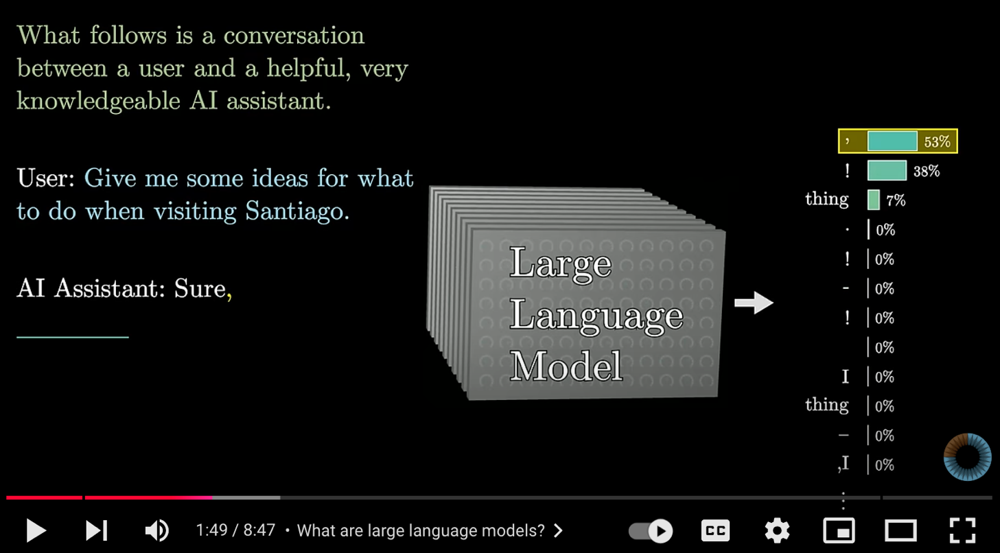 What follows is a conversation
between a user and a helpful, very
knowledgeable AI assistant.
User: Give me some ideas for what
to do when visiting Santiago.
AI Assistant: Sure,
Large
Language
Model
, 53%
! 38%
thing 7%
. 0%
! 0%
- 0%
! 0%
0%
I 0%
thing 0%
– 0%
,I 0%
⋮
1:49 / 8:47 • What are large language models? >
CC